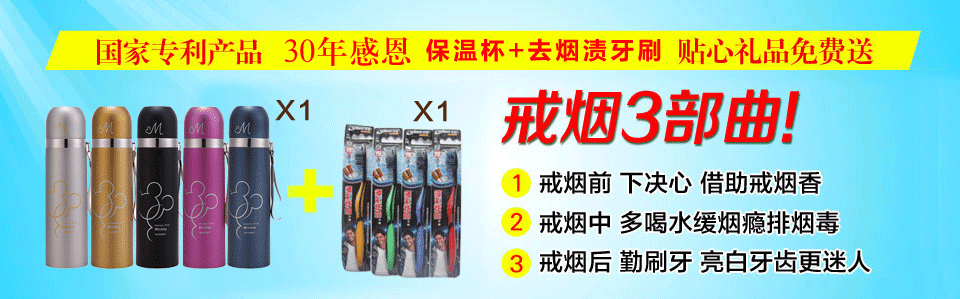 国家专利产品 30年感恩 保温杯+去烟渍牙刷 贴心礼品免费送
X1
X1
戒烟3部曲!
1 戒烟前 下决心 借助戒烟香
2 戒烟中 多喝水缓烟瘾排烟毒
3 戒烟后 勤刷牙 亮白牙齿更迷人
M
M
M
M
M